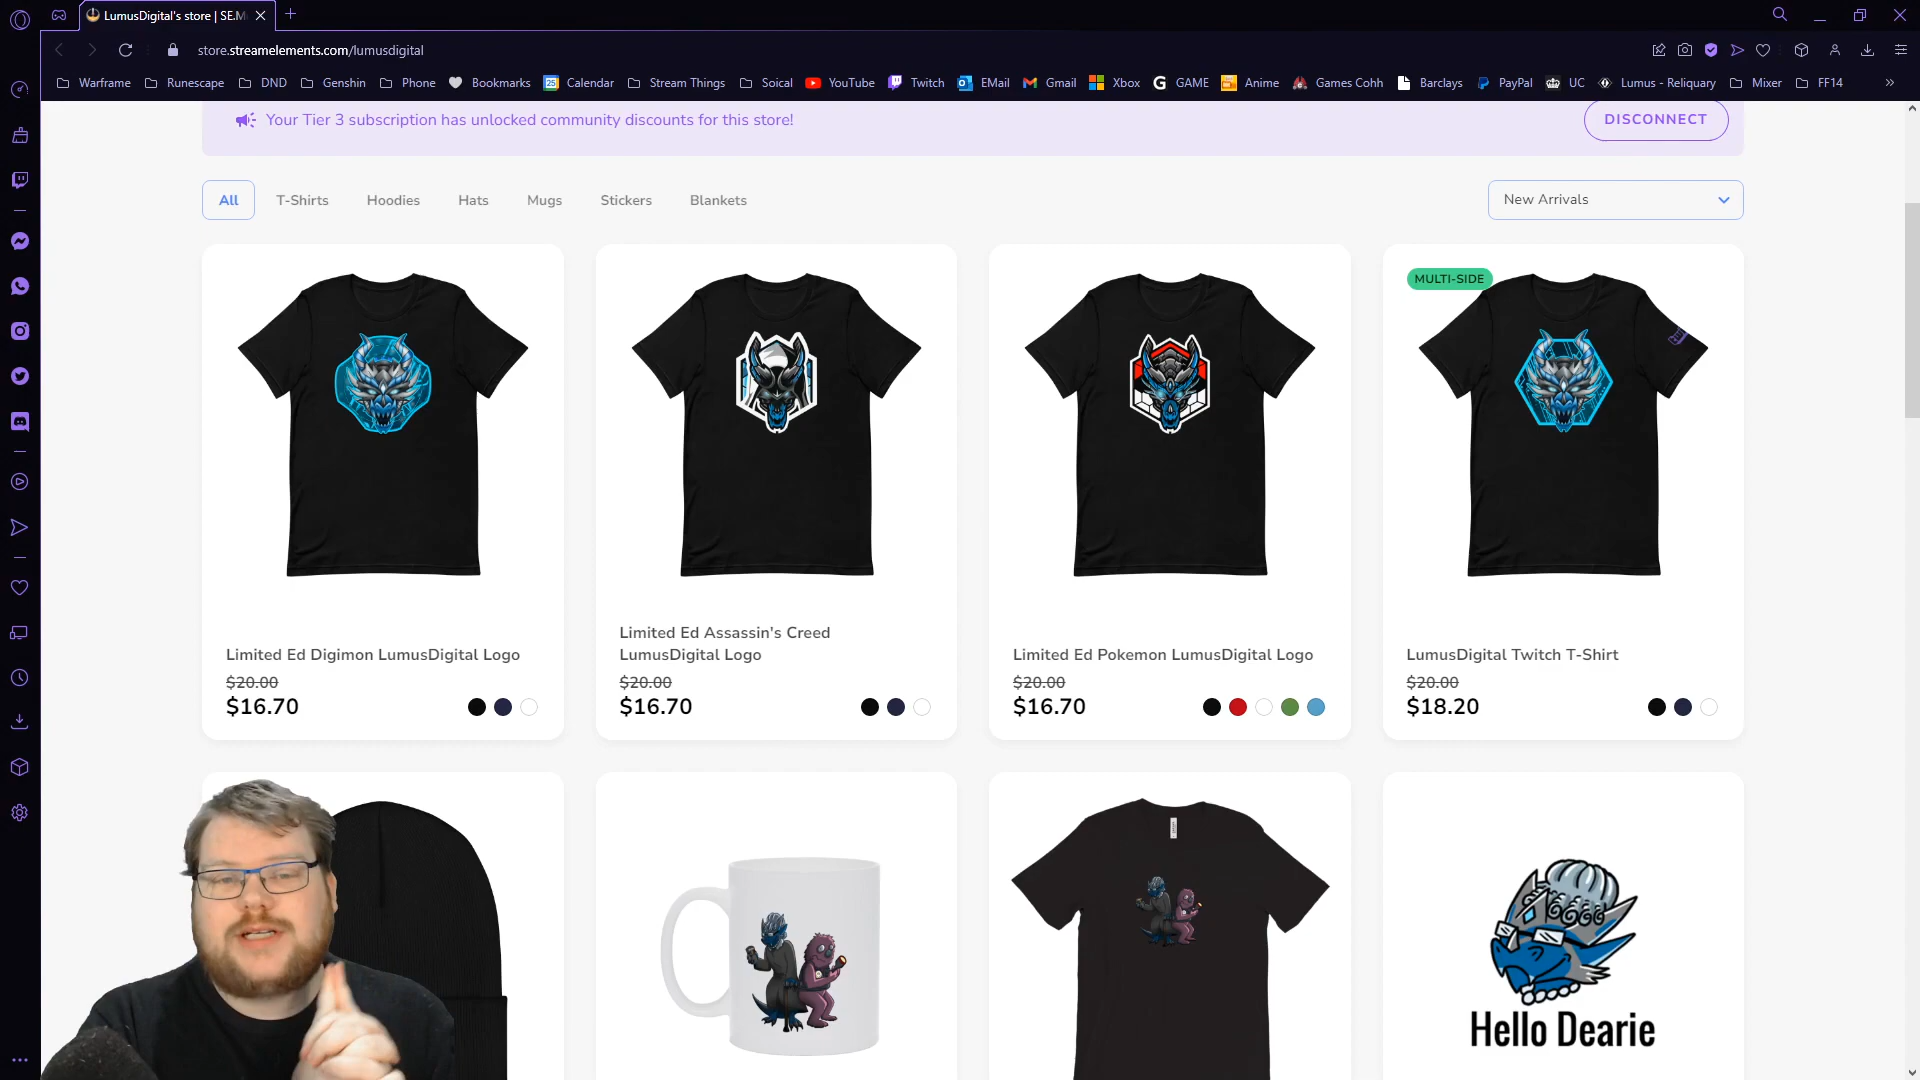 LumusDigital's store | SE.M
store.streamelements.com/lumusdigital
Warframe Runescape DND Genshin Phone Bookmarks Calendar Stream Things Soical YouTube Twitch EMail Gmail Xbox GAME Anime Games Cohh Barclays PayPal UC Lumus - Reliquary Mixer FF14
Your Tier 3 subscription has unlocked community discounts for this store!
DISCONNECT
All T-Shirts Hoodies Hats Mugs Stickers Blankets
New Arrivals
MULTI-SIDE
Limited Ed Digimon LumusDigital Logo
$20.00
$16.70
Limited Ed Assassin's Creed
LumusDigital Logo
$20.00
$16.70
Limited Ed Pokemon LumusDigital Logo
$20.00
$16.70
LumusDigital Twitch T-Shirt
$20.00
$18.20
Hello Dearie